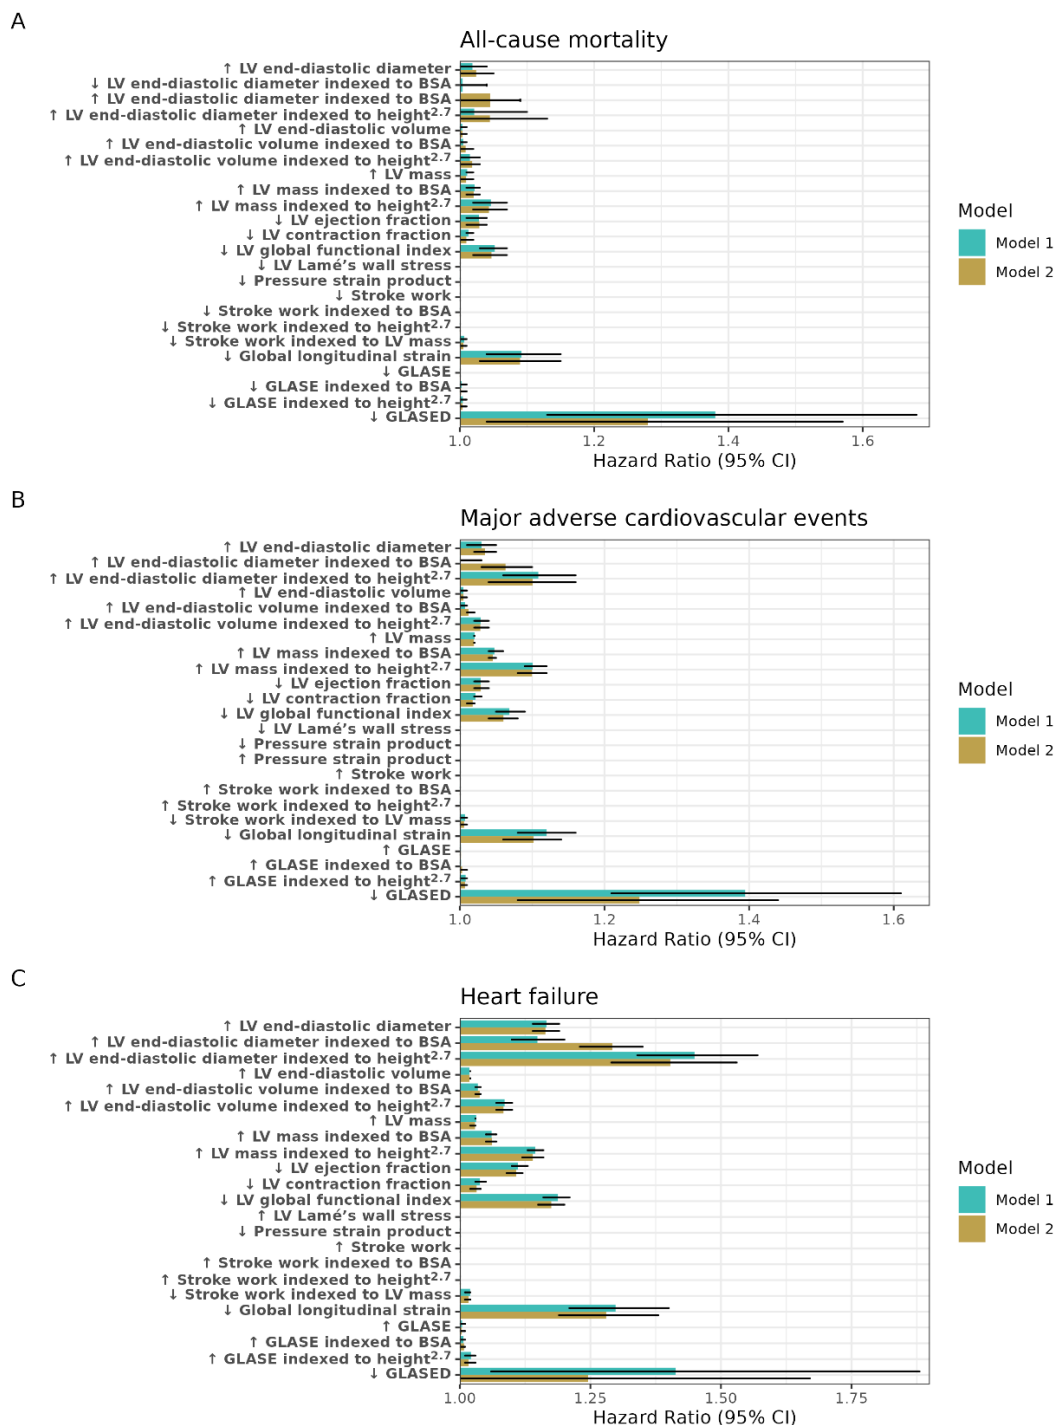 A
All-cause mortality
↑ LV end-diastolic diameter
↓ LV end-diastolic diameter indexed to BSA
↑ LV end-diastolic diameter indexed to BSA
↑ LV end-diastolic diameter indexed to height2.7
↑ LV end-diastolic volume
↑ LV end-diastolic volume indexed to BSA
↑ LV end-diastolic volume indexed to height2.7
↑ LV mass
↑ LV mass indexed to BSA
↑ LV mass indexed to height2.7
↓ LV ejection fraction
↓ LV contraction fraction
↓ LV global functional index
↓ LV Lamé’s wall stress
↓ Pressure strain product
↓ Stroke work
↓ Stroke work indexed to BSA
↓ Stroke work indexed to height2.7
↓ Stroke work indexed to LV mass
↓ Global longitudinal strain
↓ GLASE
↓ GLASE indexed to BSA
↓ GLASE indexed to height2.7
↓ GLASED
1.0 1.2 1.4 1.6
Hazard Ratio (95% CI)
Model
Model 1
Model 2
B
Major adverse cardiovascular events
↑ LV end-diastolic diameter
↑ LV end-diastolic diameter indexed to BSA
↑ LV end-diastolic diameter indexed to height2.7
↑ LV end-diastolic volume
↑ LV end-diastolic volume indexed to BSA
↑ LV end-diastolic volume indexed to height2.7
↑ LV mass
↑ LV mass indexed to BSA
↑ LV mass indexed to height2.7
↓ LV ejection fraction
↓ LV contraction fraction
↓ LV global functional index
↓ LV Lamé’s wall stress
↓ Pressure strain product
↑ Pressure strain product
↑ Stroke work
↑ Stroke work indexed to BSA
↑ Stroke work indexed to height2.7
↓ Stroke work indexed to LV mass
↓ Global longitudinal strain
↑ GLASE
↑ GLASE indexed to BSA
↑ GLASE indexed to height2.7
↓ GLASED
1.0 1.2 1.4 1.6
Hazard Ratio (95% CI)
Model
Model 1
Model 2
C
Heart failure
↑ LV end-diastolic diameter
↑ LV end-diastolic diameter indexed to BSA
↑ LV end-diastolic diameter indexed to height2.7
↑ LV end-diastolic volume
↑ LV end-diastolic volume indexed to BSA
↑ LV end-diastolic volume indexed to height2.7
↑ LV mass
↑ LV mass indexed to BSA
↑ LV mass indexed to height2.7
↓ LV ejection fraction
↓ LV contraction fraction
↓ LV global functional index
↑ LV Lamé’s wall stress
↓ Pressure strain product
↑ Stroke work
↑ Stroke work indexed to BSA
↑ Stroke work indexed to height2.7
↓ Stroke work indexed to LV mass
↓ Global longitudinal strain
↑ GLASE
↑ GLASE indexed to BSA
↑ GLASE indexed to height2.7
↓ GLASED
1.00 1.25 1.50 1.75
Hazard Ratio (95% CI)
Model
Model 1
Model 2